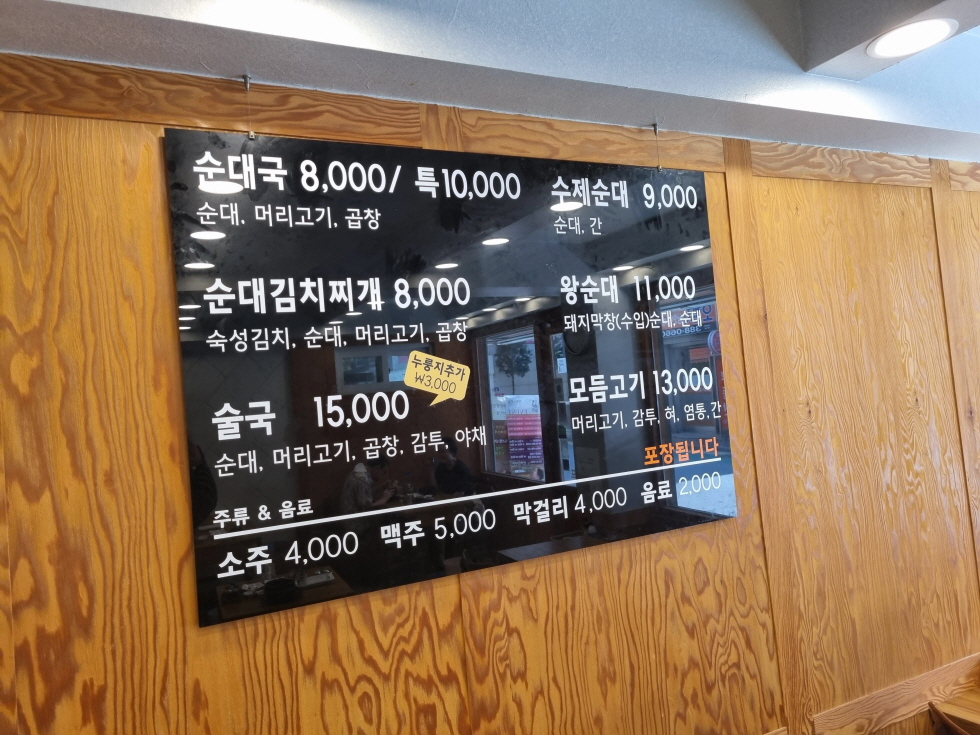 순대국 8,000/ 특10,000
순대, 머리고기, 곱창
순대김치찌개 8,000
숙성김치, 순대, 머리고기, 곱창
누룽지추가
₩3,000
술국 15,000
순대, 머리고기, 곱창, 감투, 야채
수제순대 9,000
순대, 간
왕순대 11,000
돼지막창(수입)순대, 순대
모듬고기 13,000
머리고기, 감투, 혀, 염통, 간
포장됩니다
주류 & 음료
소주 4,000 맥주 5,000 막걸리 4,000 음료 2,000